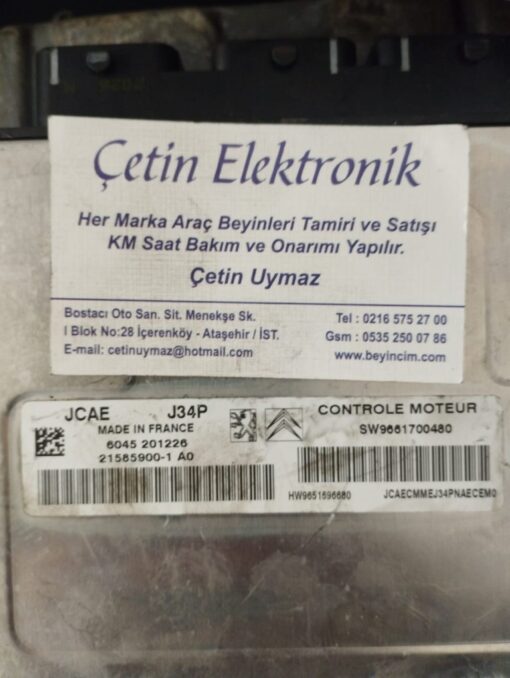 Çetin Elektronik
Her Marka Araç Beyinleri Tamiri ve Satışı
KM Saat Bakım ve Onarımı Yapılır.
Çetin Uymaz
Bostacı Oto San. Sit. Menekşe Sk.
I Blok No:28 İçerenköy - Ataşehir / İST.
E-mail: cetinuymaz@hotmail.com
Tel : 0216 575 27 00
Gsm : 0535 250 07 86
www.beyincim.com
JCAE J34P
MADE IN FRANCE
6045 201226
21585900-1 A0
CONTROLE MOTEUR
SW9661700480
HW9651696680 JCAECMMEJ34PNAECEM0